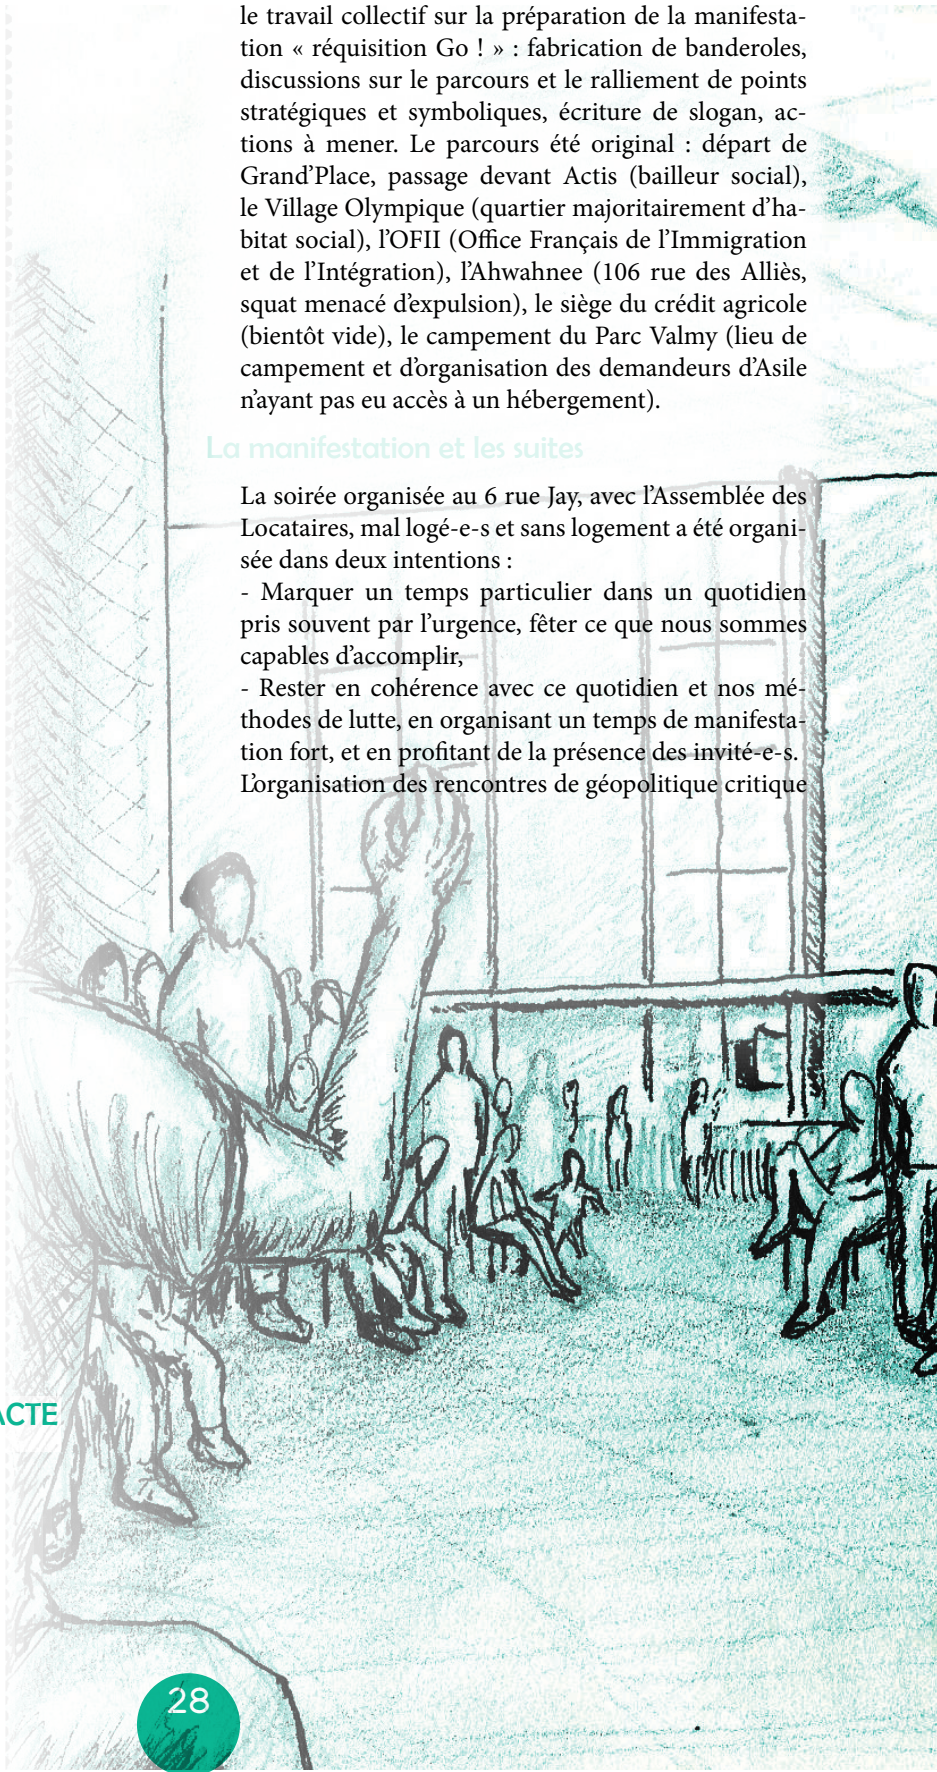 le travail collectif sur la préparation de la manifesta-
tion « réquisition Go ! » : fabrication de banderoles,
discussions sur le parcours et le ralliement de points
stratégiques et symboliques, écriture de slogan, ac-
tions à mener. Le parcours été original : départ de
Grand’Place, passage devant Actis (bailleur social),
le Village Olympique (quartier majoritairement d’ha-
bitat social), l’OFII (Office Français de l’Immigration
et de l’Intégration), l’Ahwahnee (106 rue des Alliès,
squat menacé d’expulsion), le siège du crédit agricole
(bientôt vide), le campement du Parc Valmy (lieu de
campement et d’organisation des demandeurs d’Asile
n’ayant pas eu accès à un hébergement).
La manifestation et les suites
La soirée organisée au 6 rue Jay, avec l’Assemblée des
Locataires, mal logé-e-s et sans logement a été organi-
sée dans deux intentions :
- Marquer un temps particulier dans un quotidien
pris souvent par l’urgence, fêter ce que nous sommes
capables d’accomplir,
- Rester en cohérence avec ce quotidien et nos mé-
thodes de lutte, en organisant un temps de manifesta-
tion fort, et en profitant de la présence des invité-e-s.
L’organisation des rencontres de géopolitique critique
ACTE
28